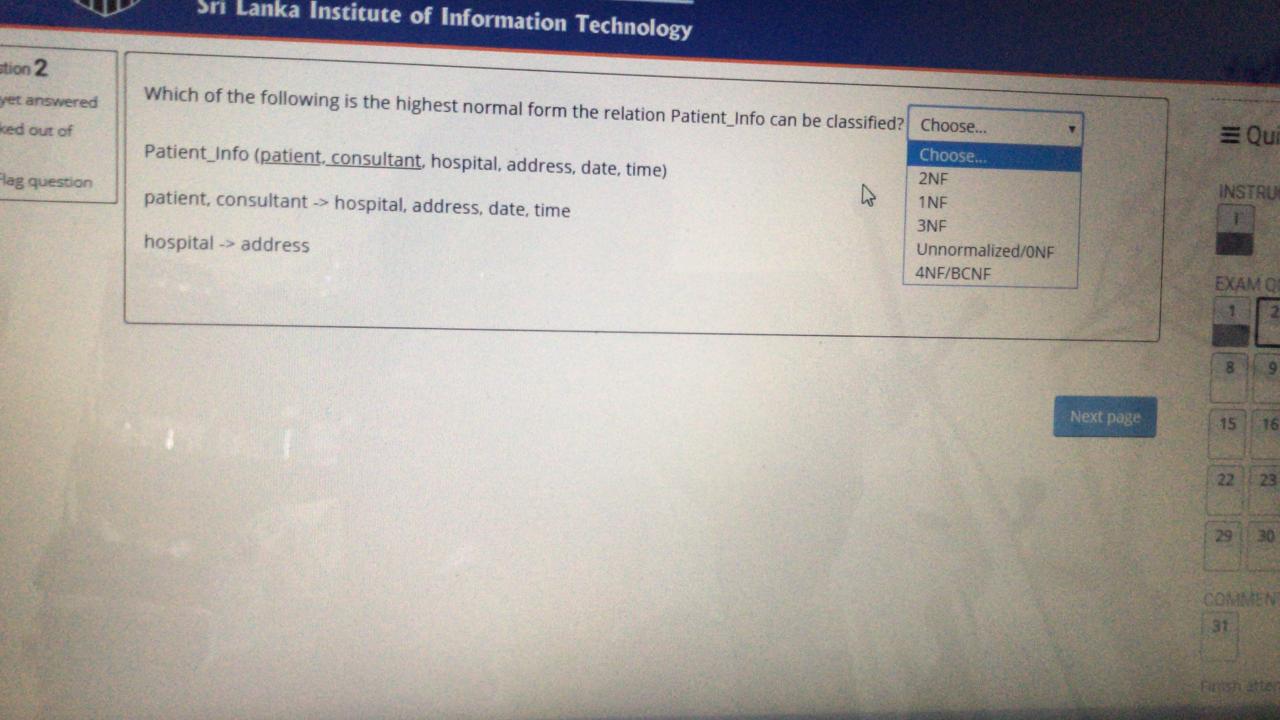 Sri Lanka Institute of Information Technology
stion 2
yet answered
ked out of
flag question
Which of the following is the highest normal form the relation Patient_Info can be classified?
Choose...
Choose...
2NF
1NF
3NF
Unnormalized/0NF
4NF/BCNF
Patient_Info (patient, consultant, hospital, address, date, time)
patient, consultant -> hospital, address, date, time
hospital -> address
Next page
Qui
INSTRU
i
EXAM Q
1 2
8 9
15 16
22 23
29 30
COMMEN
31
Finish atte